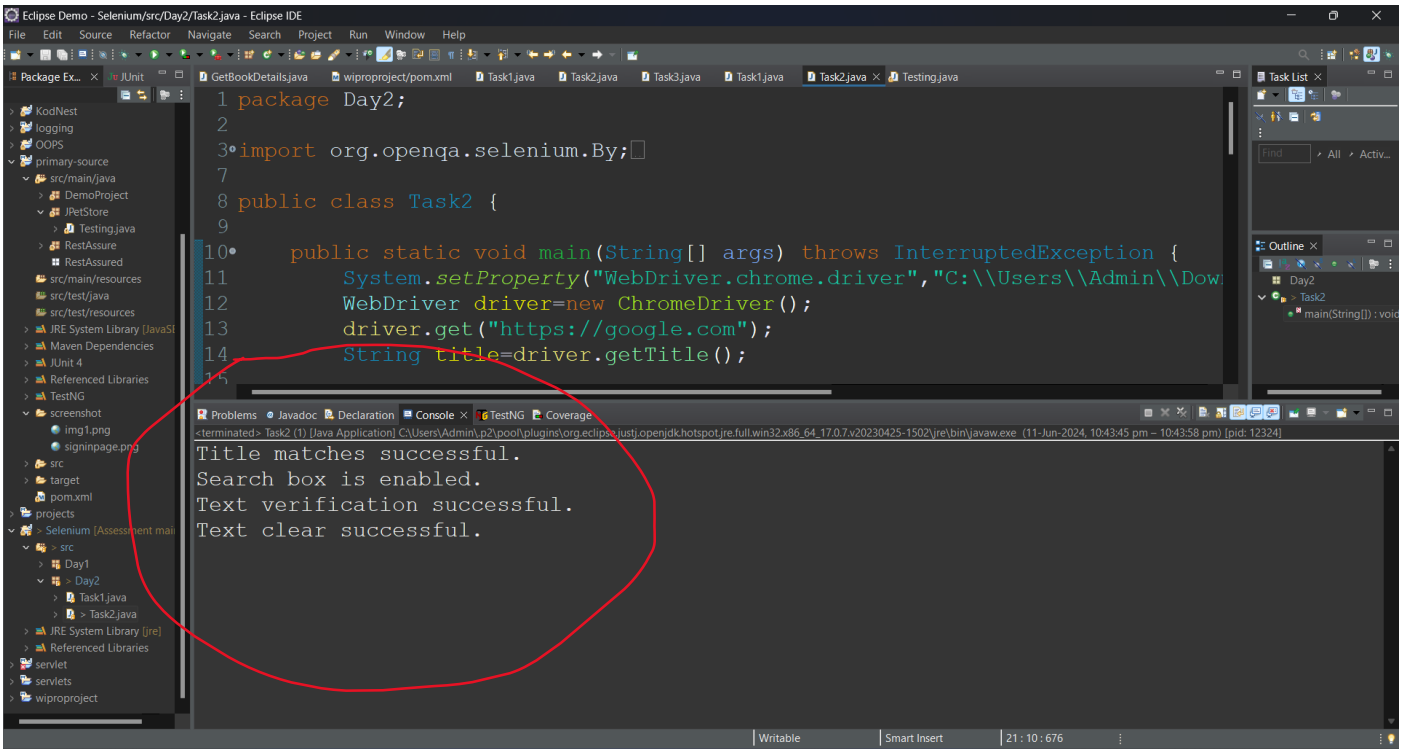 Eclipse Demo - Selenium/src/Day2/Task2.java - Eclipse IDE
File Edit Source Refactor Navigate Search Project Run Window Help
Package Ex... JUnit
KodNest
logging
OOPS
primary-source
src/main/java
DemoProject
JPetStore
Testing.java
RestAssure
RestAssured
src/main/resources
src/test/java
src/test/resources
JRE System Library [JavaSE
Maven Dependencies
JUnit 4
Referenced Libraries
TestNG
screenshot
img1.png
signinpage.png
src
target
pom.xml
projects
> Selenium [Assessment mai
> src
Day1
> Day2
Task1.java
> Task2.java
JRE System Library [jre]
Referenced Libraries
servlet
servlets
wiproproject
GetBookDetails.java wiproproject/pom.xml Task1.java Task2.java Task3.java Task1.java Task2.java Testing.java
1 package Day2;
2
3 import org.openqa.selenium.By;
7
8 public class Task2 {
9
10 public static void main(String[] args) throws InterruptedException {
11 System.setProperty("WebDriver.chrome.driver","C:\\Users\\Admin\\Dow
12 WebDriver driver=new ChromeDriver();
13 driver.get("https://google.com");
14 String title=driver.getTitle();
15
Problems Javadoc Declaration Console TestNG Coverage
<terminated> Task2 (1) [Java Application] C:\Users\Admin\.p2\pool\plugins\org.eclipse.justj.openjdk.hotspot.jre.full.win32.x86_64_17.0.7.v20230425-1502\jre\bin\javaw.exe (11-Jun-2024, 10:43:45 pm – 10:43:58 pm) [pid: 12324]
Title matches successful.
Search box is enabled.
Text verification successful.
Text clear successful.
Task List
Find All Activ...
Outline
Day2
> Task2
main(String[]) : void
Writable Smart Insert 21 : 10 : 676